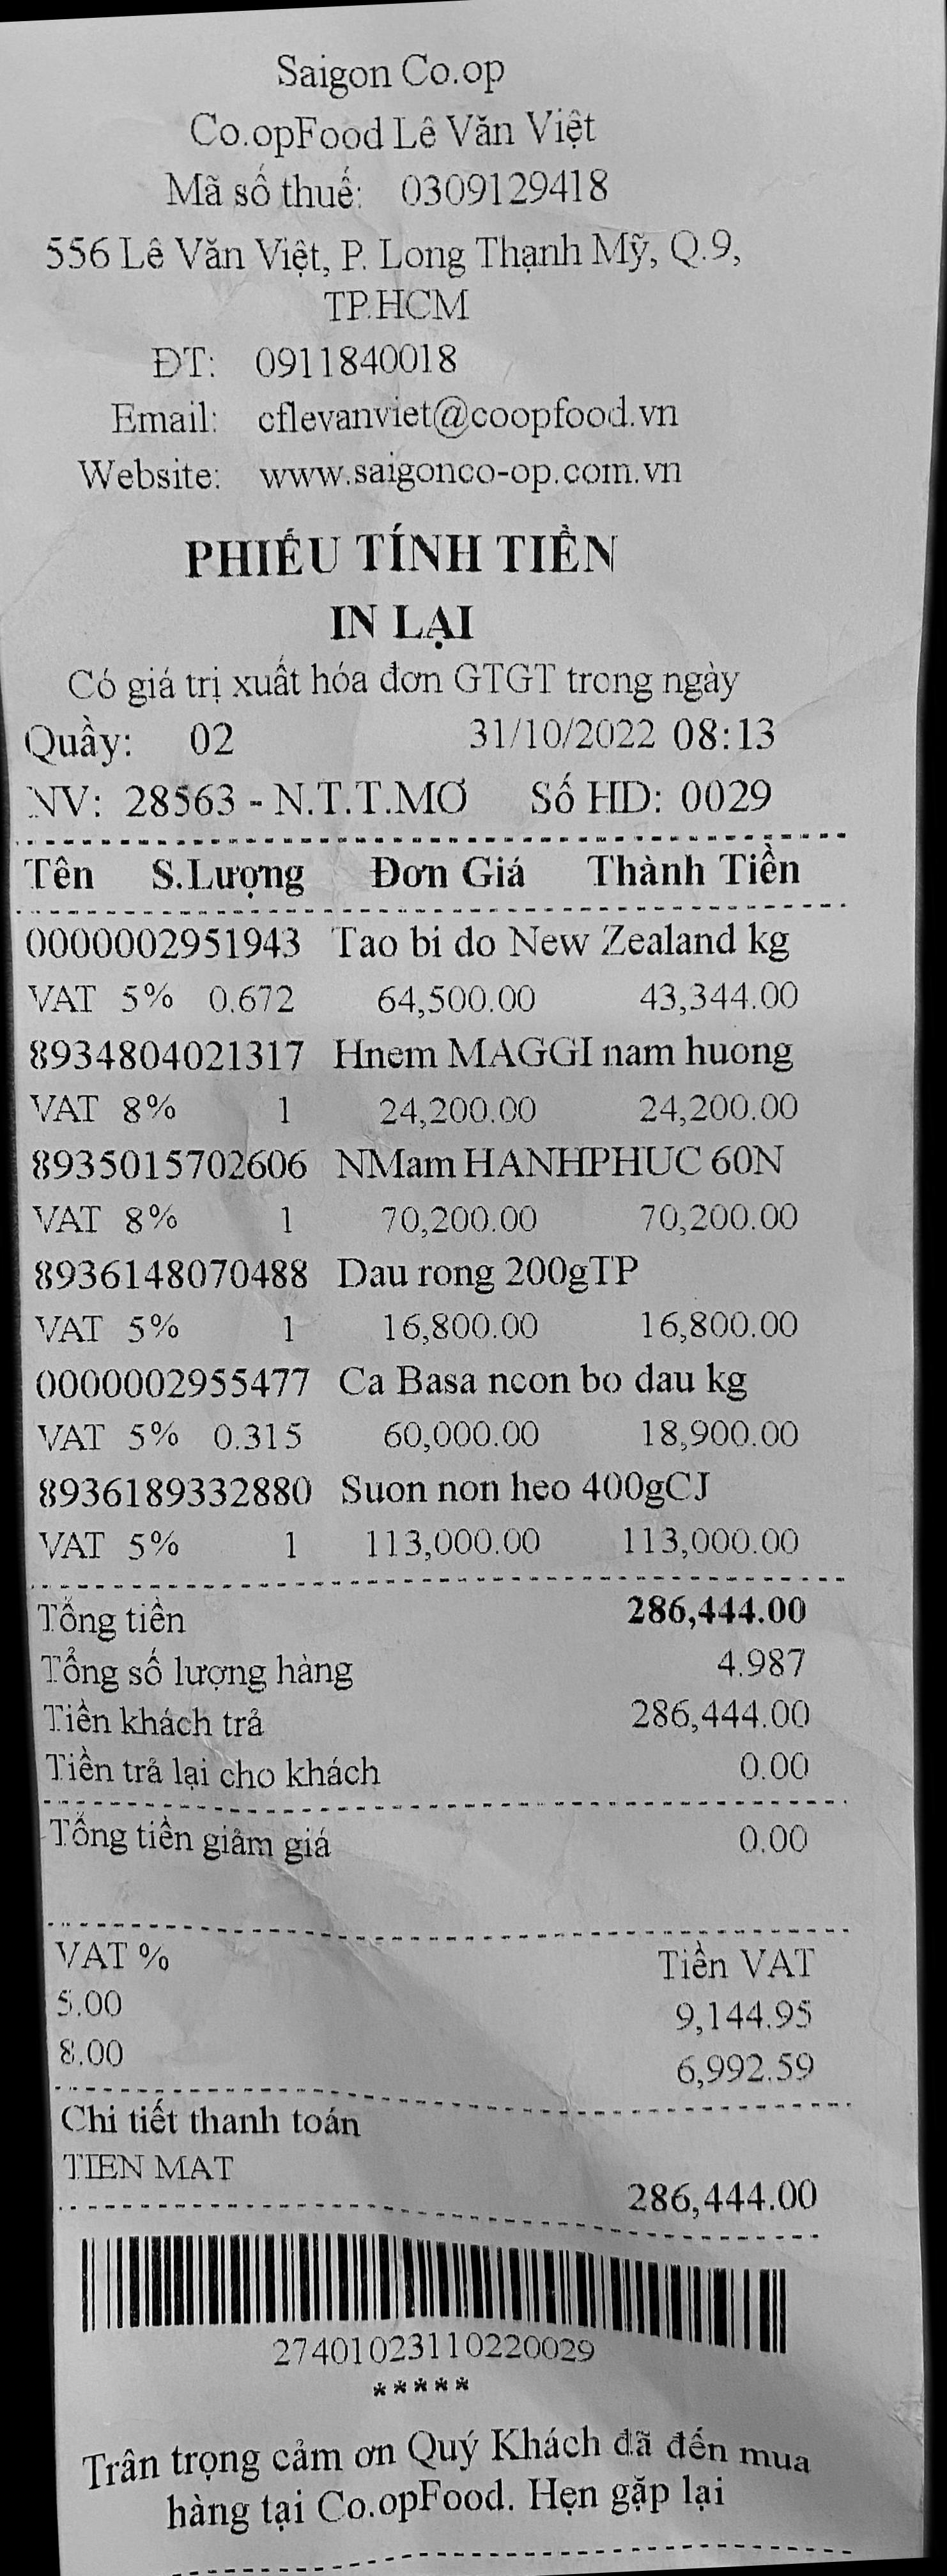 Saigon Co.op
Co.opFood Lê Văn Việt
Mã số thuế: 0309129418
556 Lê Văn Việt, P. Long Thạnh Mỹ, Q.9,
TP.HCM
ĐT: 0911840018
Email: cflevanviet@coopfood.vn
Website: www.saigonco-op.com.vn
PHIẾU TÍNH TIỀN
IN LẠI
Có giá trị xuất hóa đơn GTGT trong ngày
Quầy: 02 31/10/2022 08:13
NV: 28563 - N.T.T.MƠ Số HD: 0029
Tên S.Lượng Đơn Giá Thành Tiền
0000002951943 Tao bi do New Zealand kg
VAT 5% 0.672 64,500.00 43,344.00
8934804021317 Hnem MAGGI nam huong
VAT 8% 1 24,200.00 24,200.00
8935015702606 NMam HANHPHUC 60N
VAT 8% 1 70,200.00 70,200.00
8936148070488 Dau rong 200gTP
VAT 5% 1 16,800.00 16,800.00
0000002955477 Ca Basa ncon bo dau kg
VAT 5% 0.315 60,000.00 18,900.00
8936189332880 Suon non heo 400gCJ
VAT 5% 1 113,000.00 113,000.00
Tổng tiền 286,444.00
Tổng số lượng hàng 4.987
Tiền khách trả 286,444.00
Tiền trả lại cho khách 0.00
Tổng tiền giảm giá 0.00
VAT % Tiền VAT
5.00 9,144.95
8.00 6,992.59
Chi tiết thanh toán
TIEN MAT 286,444.00
27401023110220029
*****
Trân trọng cảm ơn Quý Khách đã đến mua
hàng tại Co.opFood. Hẹn gặp lại